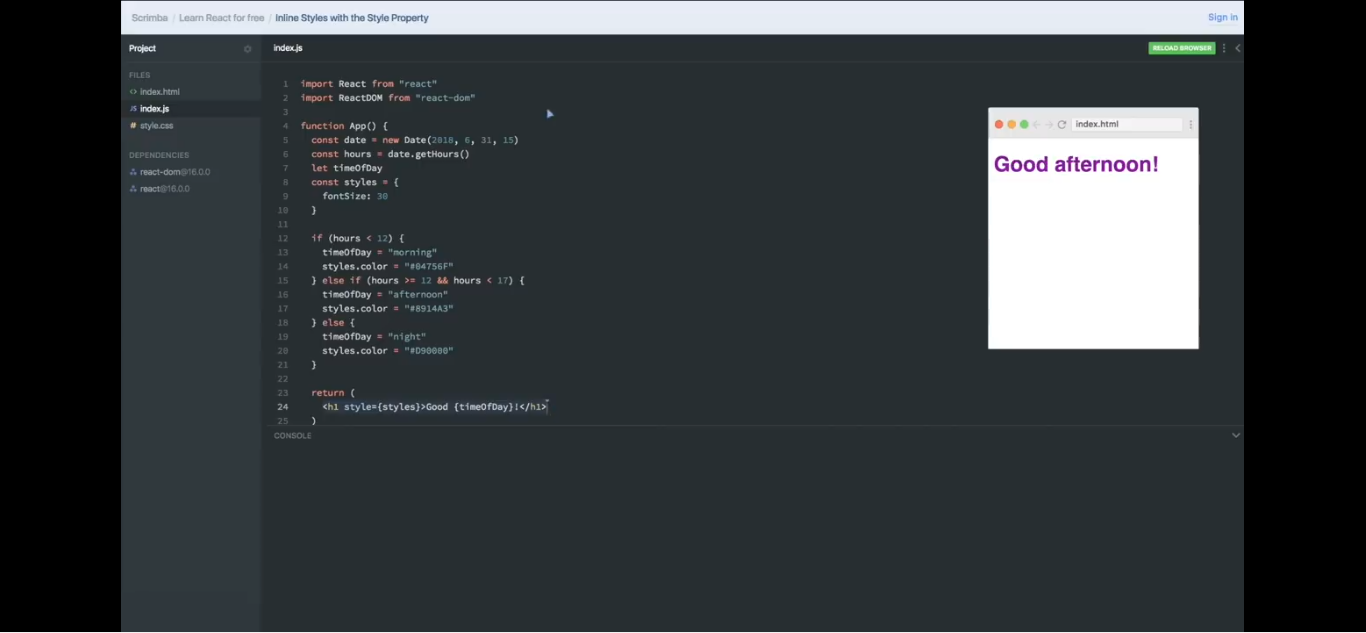 Scrimba / Learn React for free / Inline Styles with the Style Property
Sign in
Project
index.js
RELOAD BROWSER
FILES
index.html
index.js
style.css
DEPENDENCIES
react-dom@16.0.0
react@16.0.0
1 import React from "react"
2 import ReactDOM from "react-dom"
3
4 function App() {
5 const date = new Date(2018, 6, 31, 15)
6 const hours = date.getHours()
7 let timeOfDay
8 const styles = {
9 fontSize: 30
10 }
11
12 if (hours < 12) {
13 timeOfDay = "morning"
14 styles.color = "#04756F"
15 } else if (hours >= 12 && hours < 17) {
16 timeOfDay = "afternoon"
17 styles.color = "#8914A3"
18 } else {
19 timeOfDay = "night"
20 styles.color = "#D90000"
21 }
22
23 return (
24 <h1 style={styles}>Good {timeOfDay}!</h1>
25 )
index.html
Good afternoon!
CONSOLE